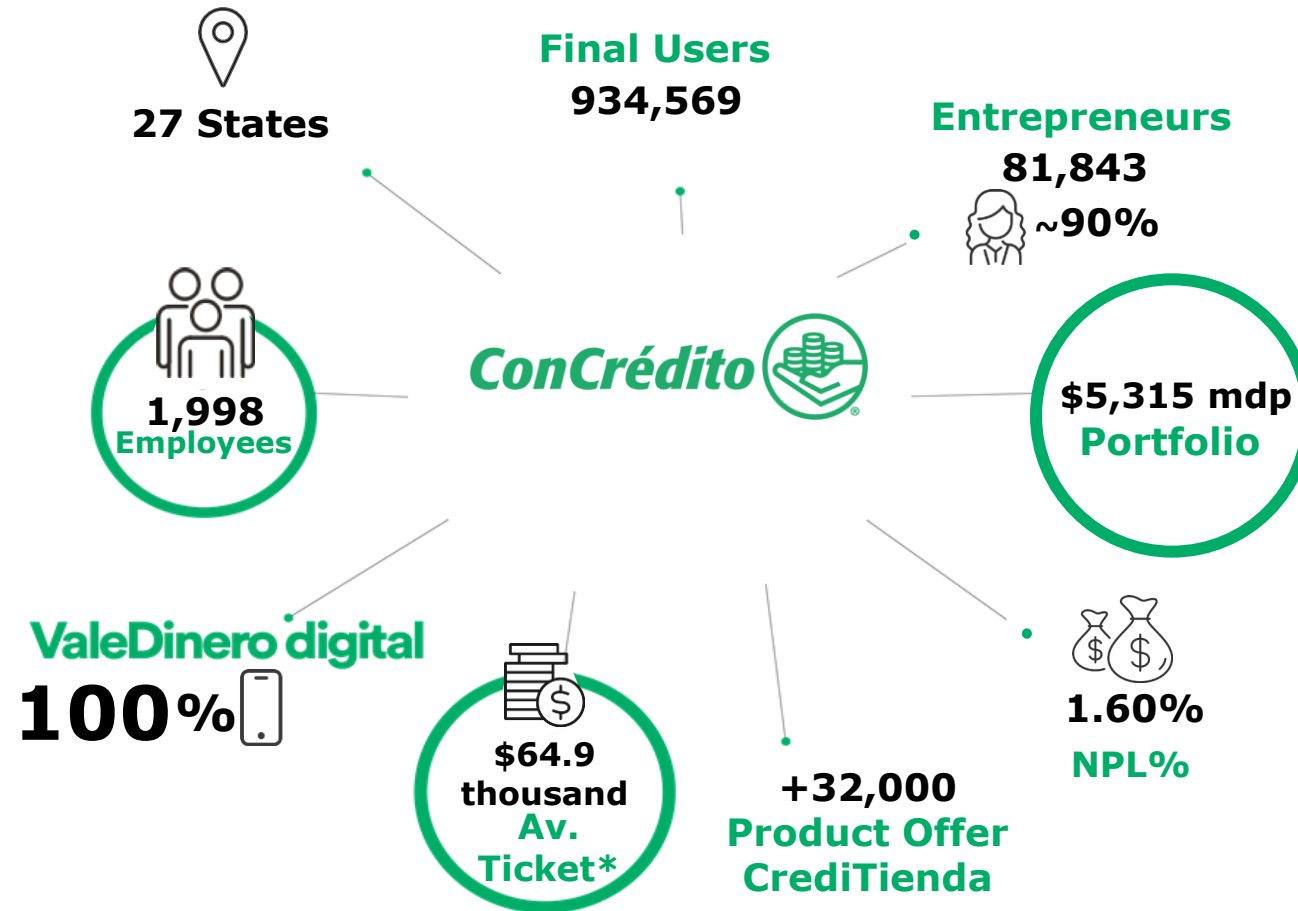 27 States
Final Users
934,569
Entrepreneurs
81,843
~90%
ConCrédito
®
1,998
Employees
$5,315 mdp
Portfolio
ValeDinero digital
100%
$64.9
thousand
Av.
Ticket*
+32,000
Product Offer
CrediTienda
$ $
1.60%
NPL%
$